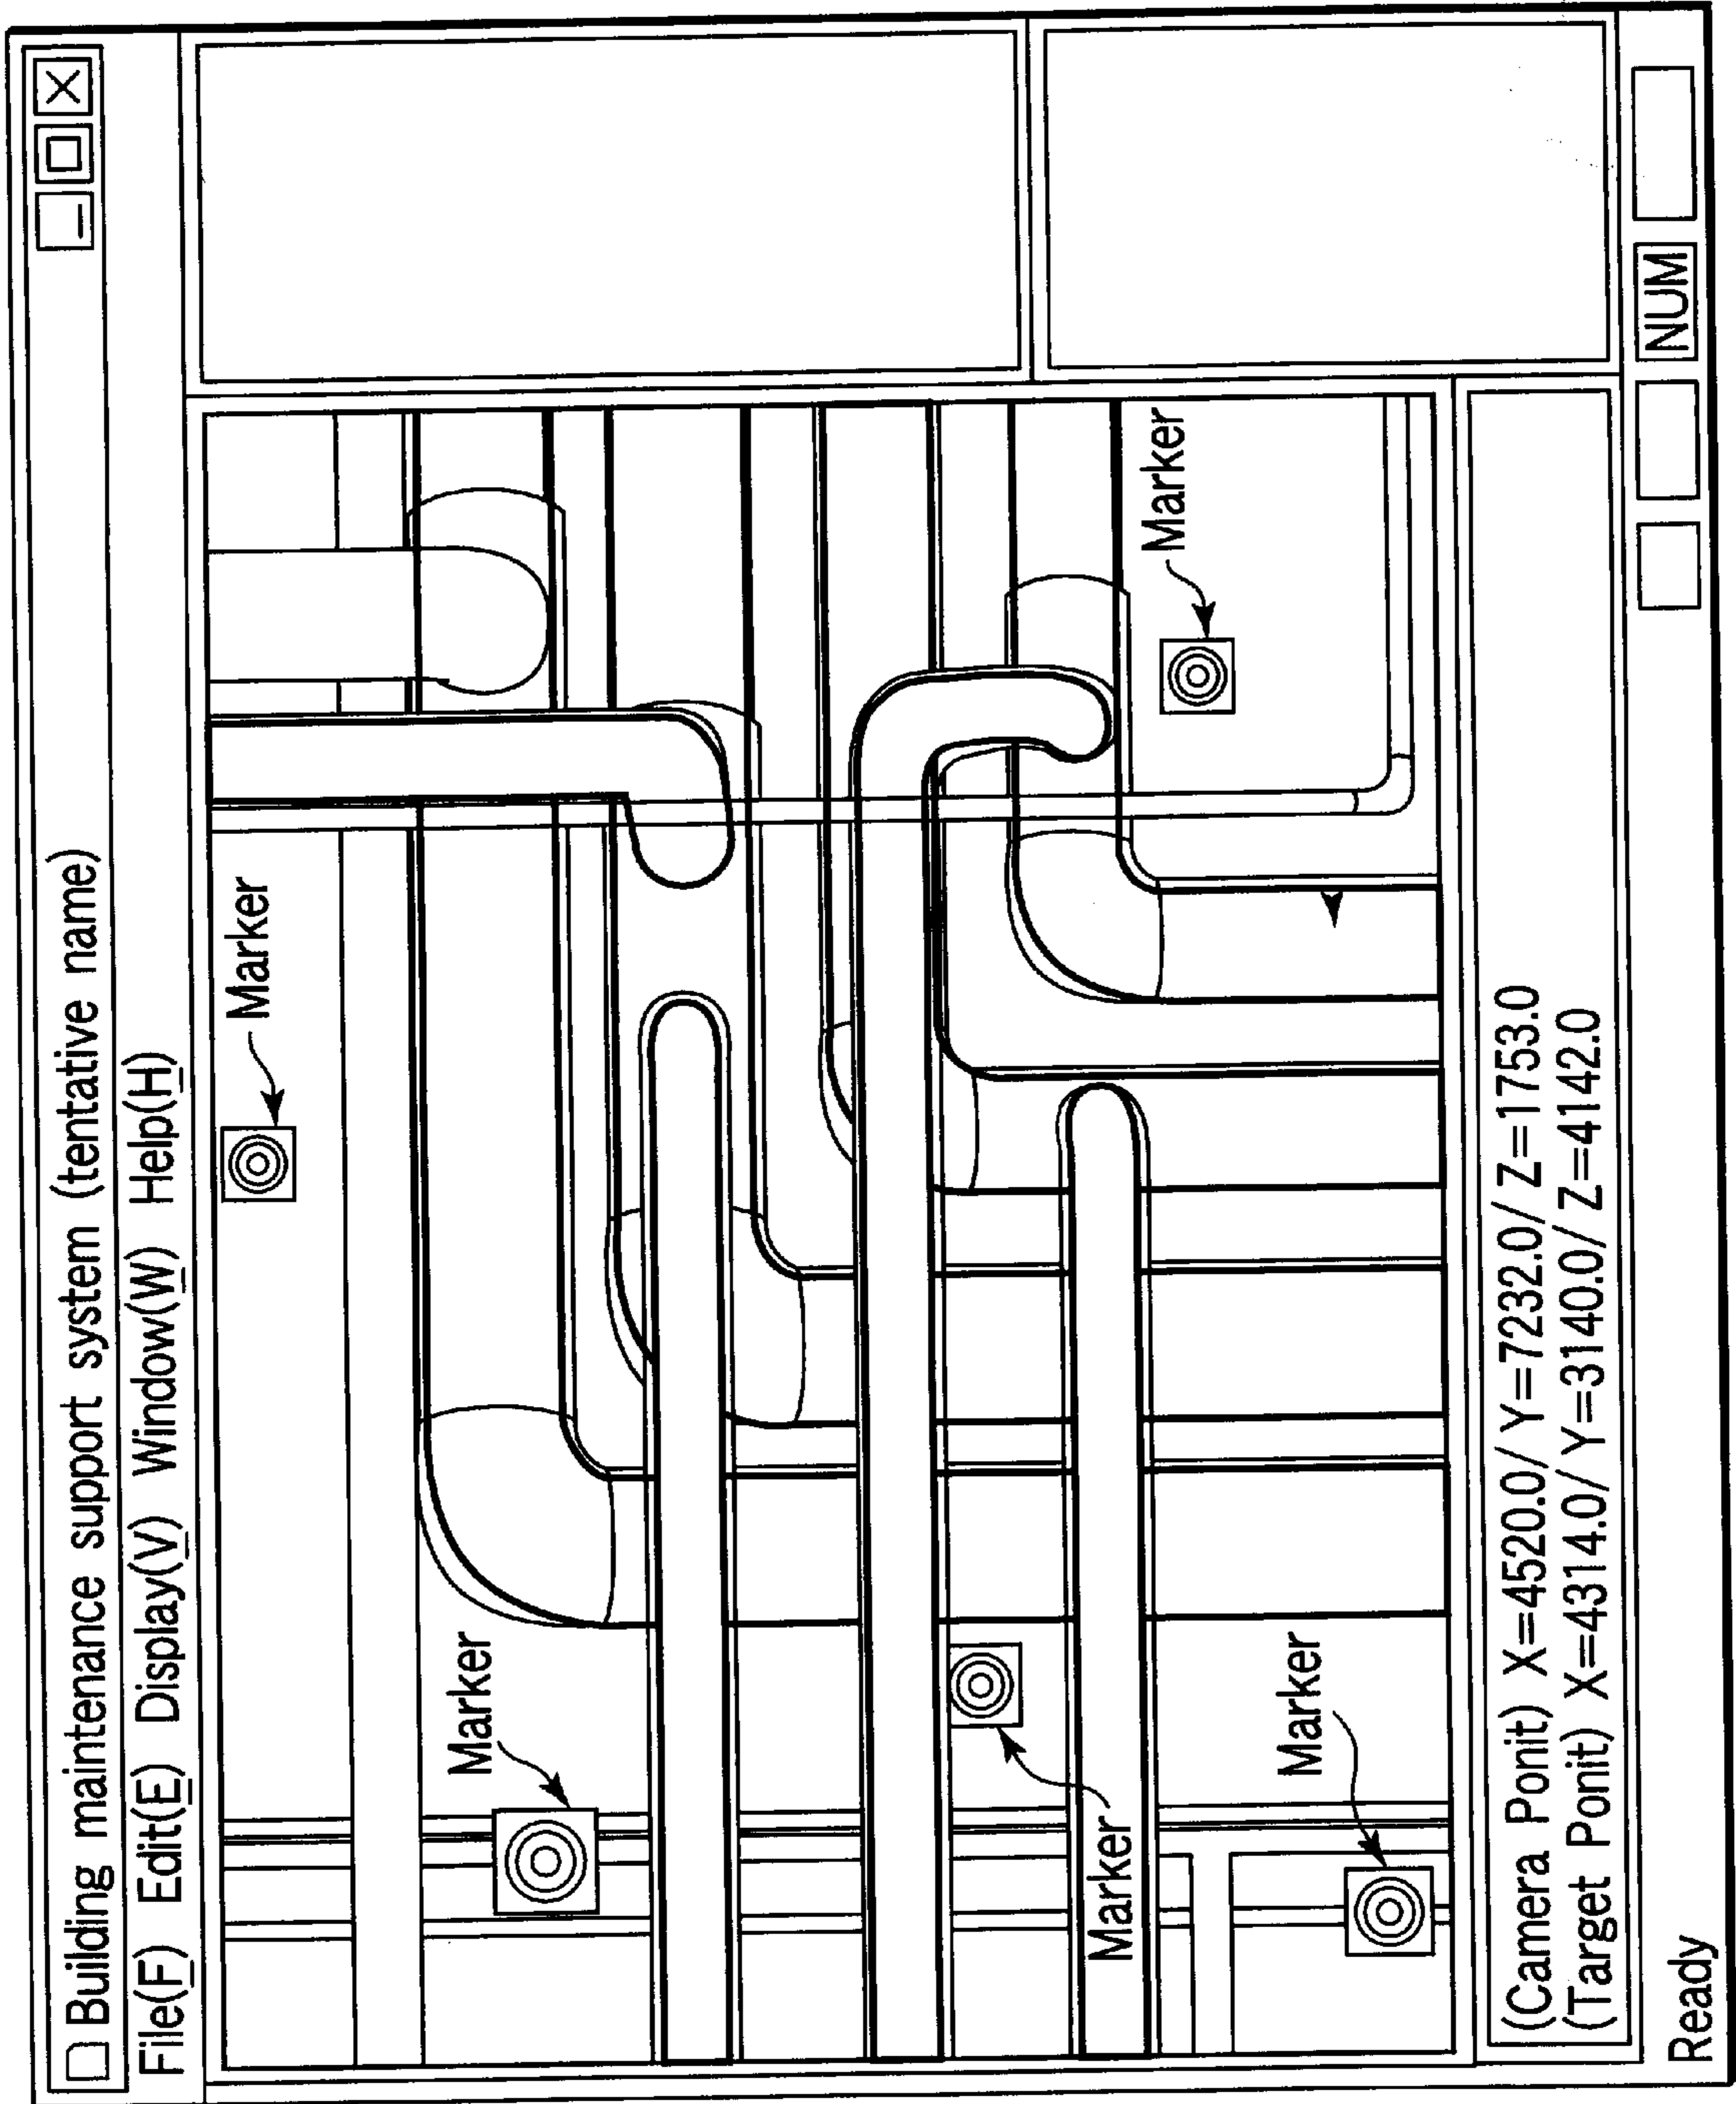 Building maintenance support system (tentative name)
File(F) Edit(E) Display(V) Window(W) Help(H)
Marker
Marker
Marker
Marker
Marker
(Camera Ponit) X=4520.0/ Y=7232.0/ Z=1753.0
(Target Ponit) X=4314.0/ Y=3140.0/ Z=4142.0
Ready
NUM